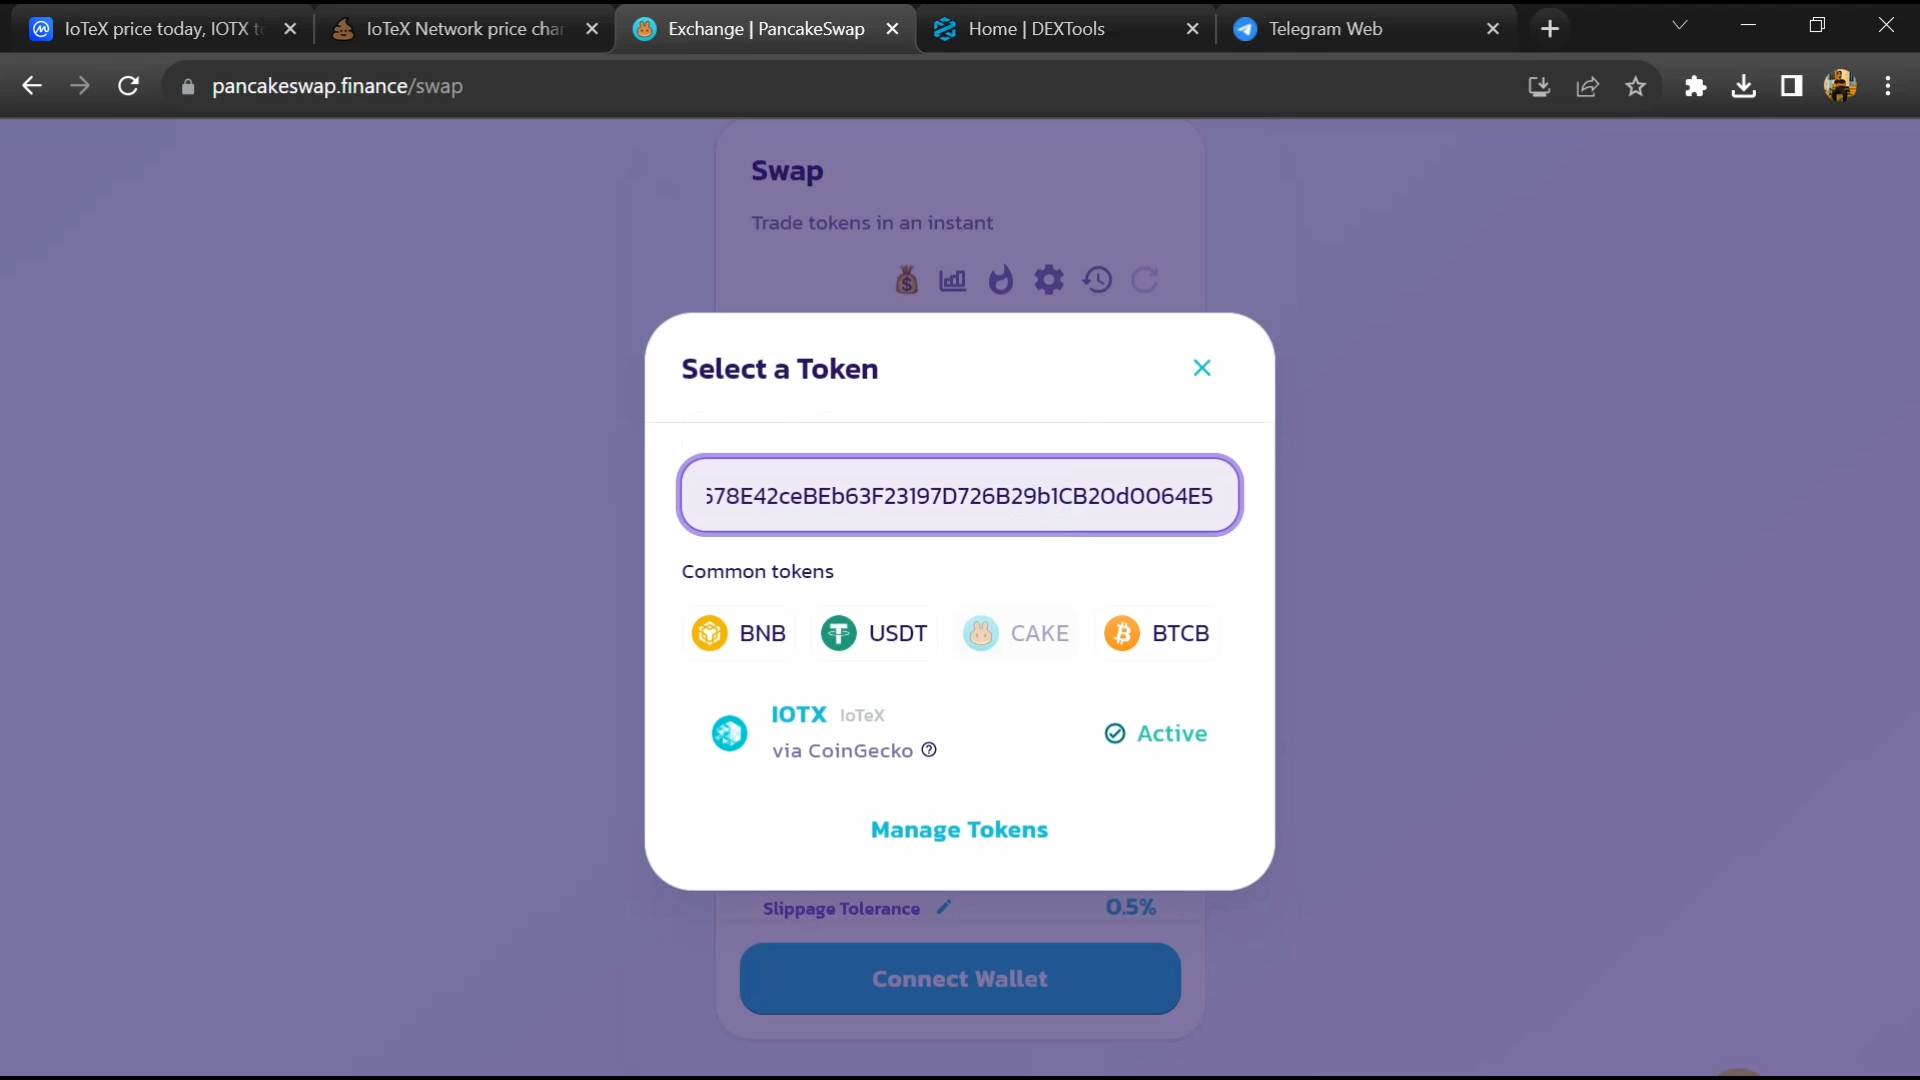 IoTeX price today, IOTX to
IoTeX Network price char
Exchange | PancakeSwap
Home | DEXTools
Telegram Web
pancakeswap.finance/swap
Swap
Trade tokens in an instant
Select a Token
678E42ceBEb63F23197D726B29b1CB20d0064E5
Common tokens
BNB
USDT
CAKE
BTCB
IOTX IoTeX
via CoinGecko
Active
Manage Tokens
Slippage Tolerance
0.5%
Connect Wallet